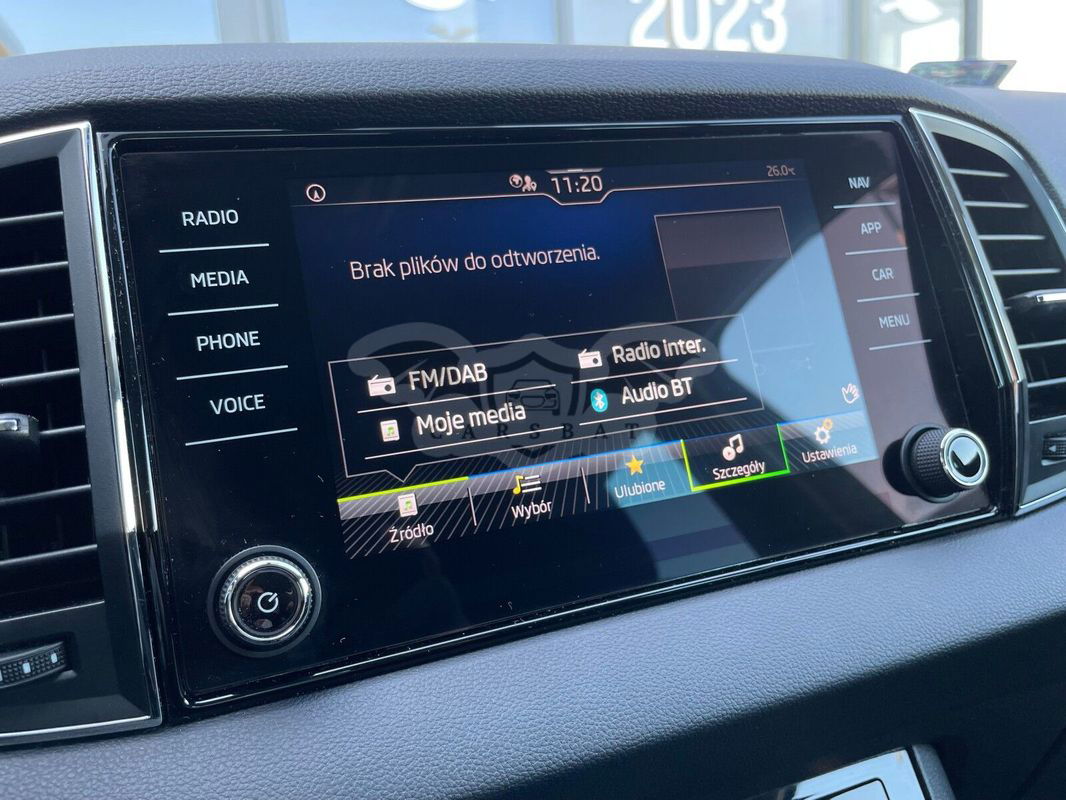 2023
11:20
26.0°C
RADIO
MEDIA
PHONE
VOICE
NAV
APP
CAR
MENU
Brak plików do odtworzenia.
FM/DAB
Radio inter.
Moje media
Audio BT
CARSBAT
Źródło
Wybór
Ulubione
Szczegóły
Ustawienia